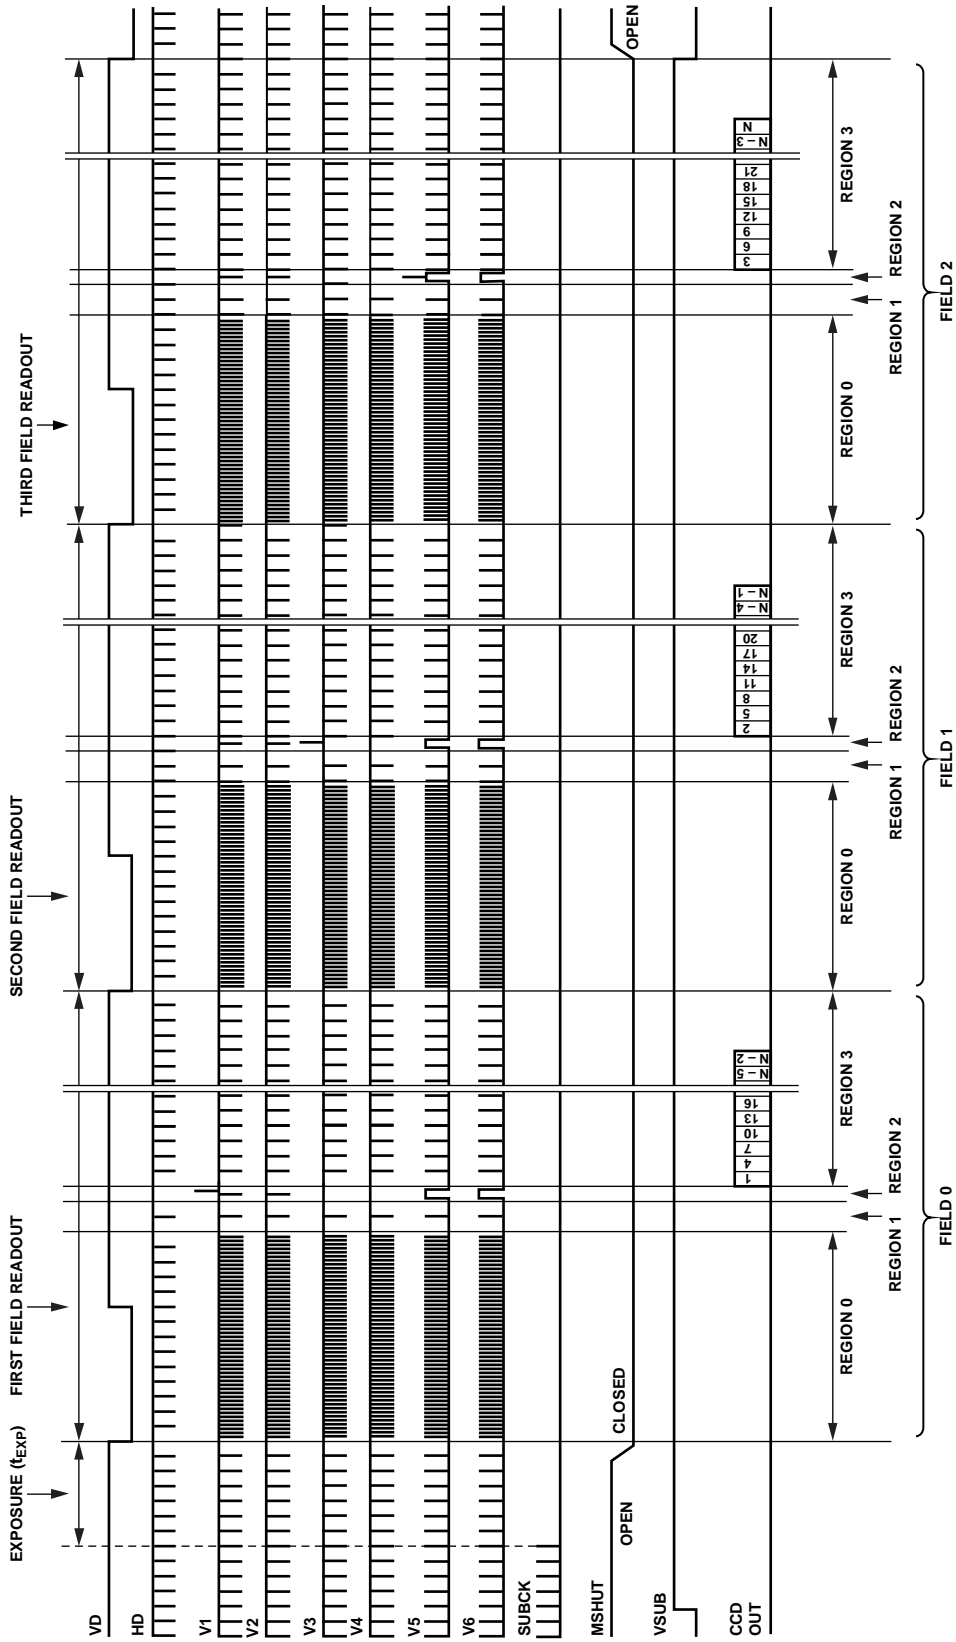 EXPOSURE (tEXP)
FIRST FIELD READOUT
SECOND FIELD READOUT
THIRD FIELD READOUT
VD
HD
V1
V2
V3
V4
V5
V6
SUBCK
MSHUT
OPEN
CLOSED
OPEN
VSUB
CCD
OUT
1
4
7
10
13
16
N – 5
N – 2
2
5
8
11
14
17
20
N – 4
N – 1
3
6
9
12
15
18
21
N – 3
N
REGION 0
REGION 3
REGION 0
REGION 3
REGION 0
REGION 3
REGION 1
REGION 2
REGION 1
REGION 2
REGION 1
REGION 2
FIELD 0
FIELD 1
FIELD 2